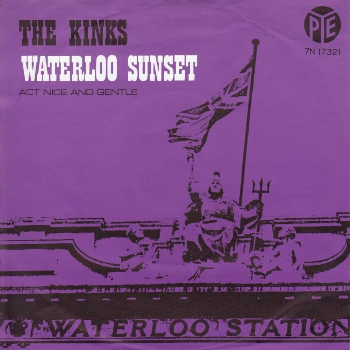 THE KINKS
PYE
WATERLOO SUNSET
7N 17321
ACT NICE AND GENTLE
WATERLOO STATION